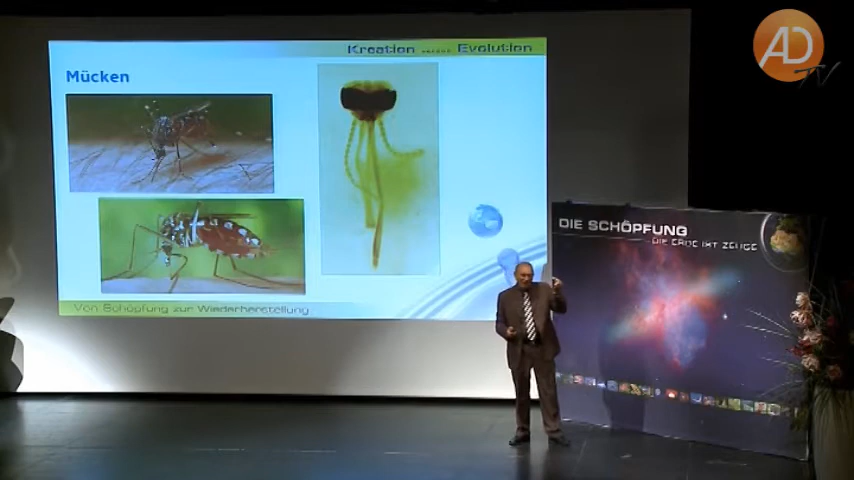 Kreation versus Evolution
Mücken
Von Schöpfung zur Wiederherstellung
DIE SCHÖPFUNG
DIE ERDE IST ZEUGE
AD
TV